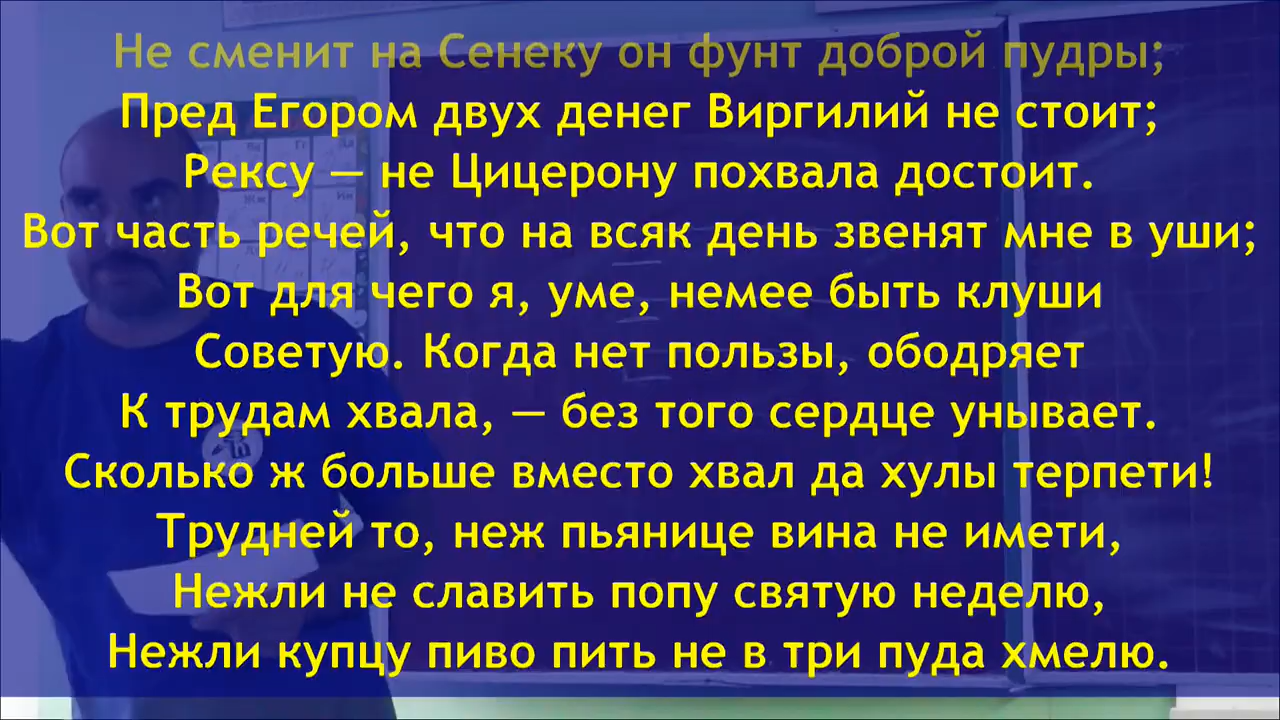 Не сменит на Сенеку он фунт доброй пудры;
Пред Егором двух денег Виргилий не стоит;
Рексу — не Цицерону похвала достоит.
Вот часть речей, что на всяк день звенят мне в уши;
Вот для чего я, уме, немее быть клуши
Советую. Когда нет пользы, ободряет
К трудам хвала, — без того сердце унывает.
Сколько ж больше вместо хвал да хулы терпети!
Трудней то, неж пьянице вина не имети,
Нежли не славить попу святую неделю,
Нежли купцу пиво пить не в три пуда хмелю.